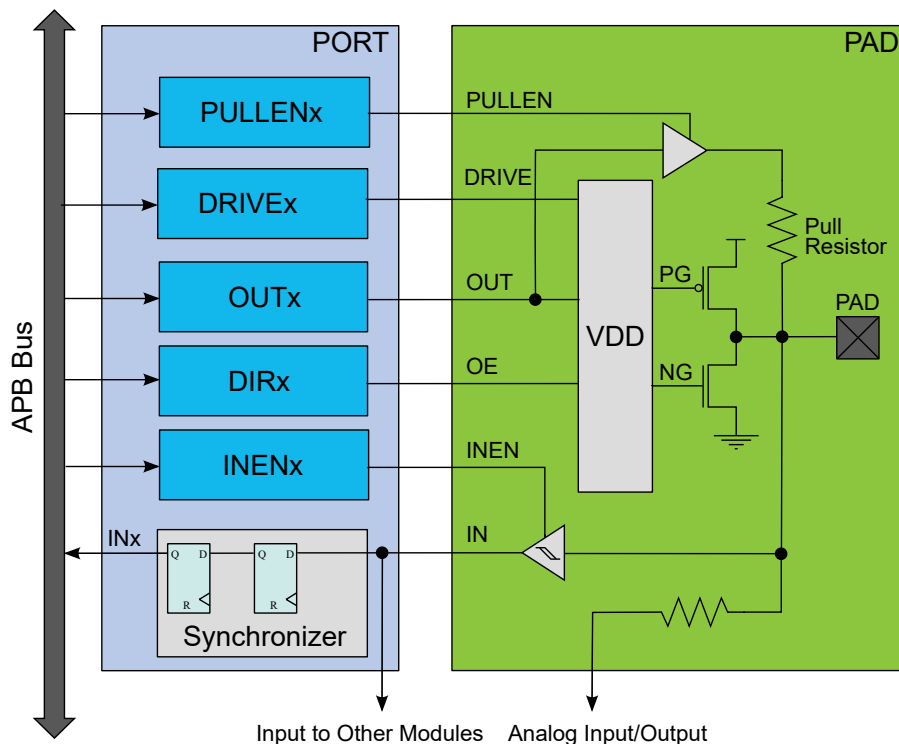 PORT
PAD
APB Bus
PULLENx
PULLEN
DRIVEx
DRIVE
Pull
Resistor
OUTx
OUT
PG
PAD
VDD
DIRx
OE
NG
INENx
INEN
INx
Q D
R
Q D
R
IN
Synchronizer
Input to Other Modules
Analog Input/Output